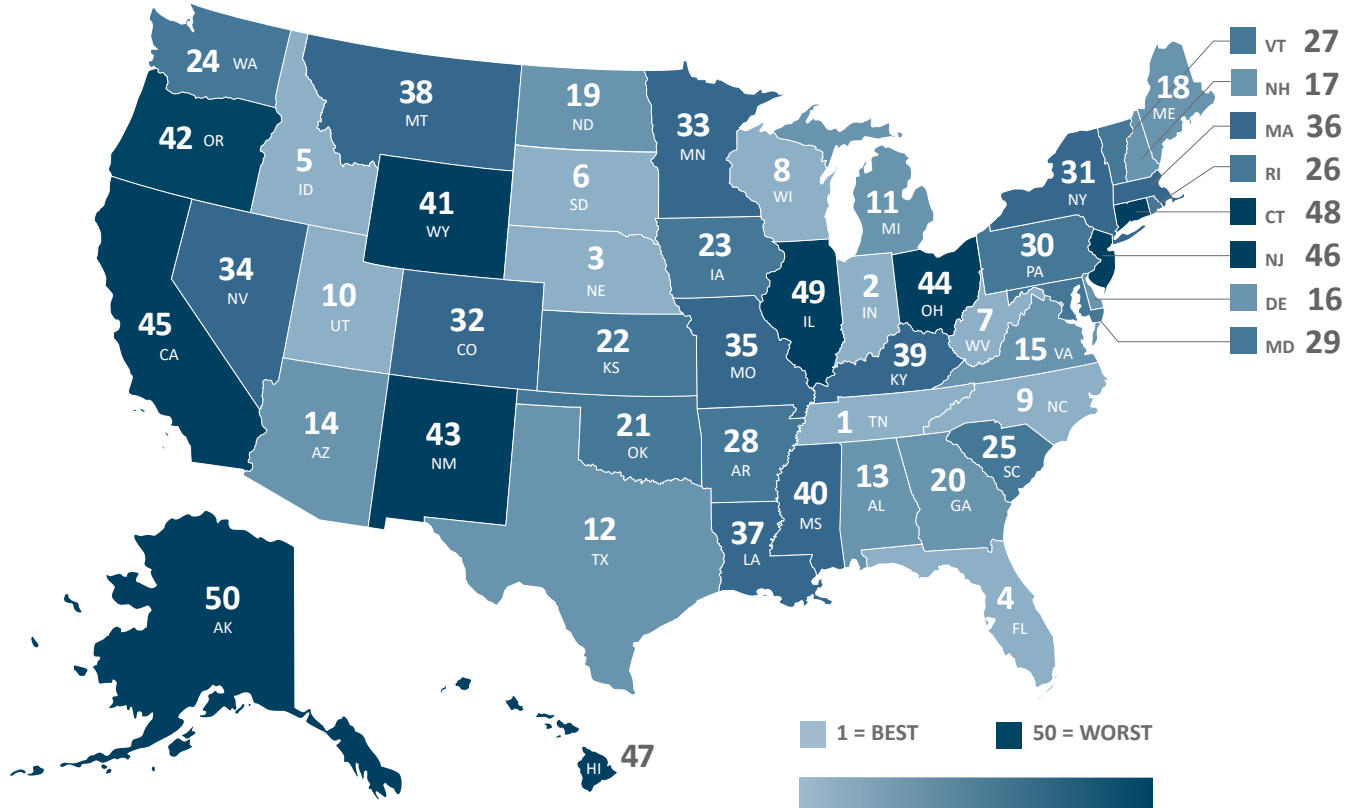 VT 27
24 WA
18
ME
NH 17
38
MT
19
ND
33
MN
MA 36
42 OR
5
ID
6
SD
8
WI
31
NY
RI 26
41
WY
11
MI
CT 48
23
IA
30
PA
NJ 46
34
NV
3
NE
49
IL
2
IN
44
OH
10
UT
DE 16
45
CA
32
CO
22
KS
35
MO
39
KY
7
WV
15 VA
MD 29
9 NC
14
AZ
43
NM
21
OK
28
AR
1 TN
25
SC
12
TX
37
LA
40
MS
13
AL
20
GA
50
AK
4
FL
HI 47
1 = BEST
50 = WORST